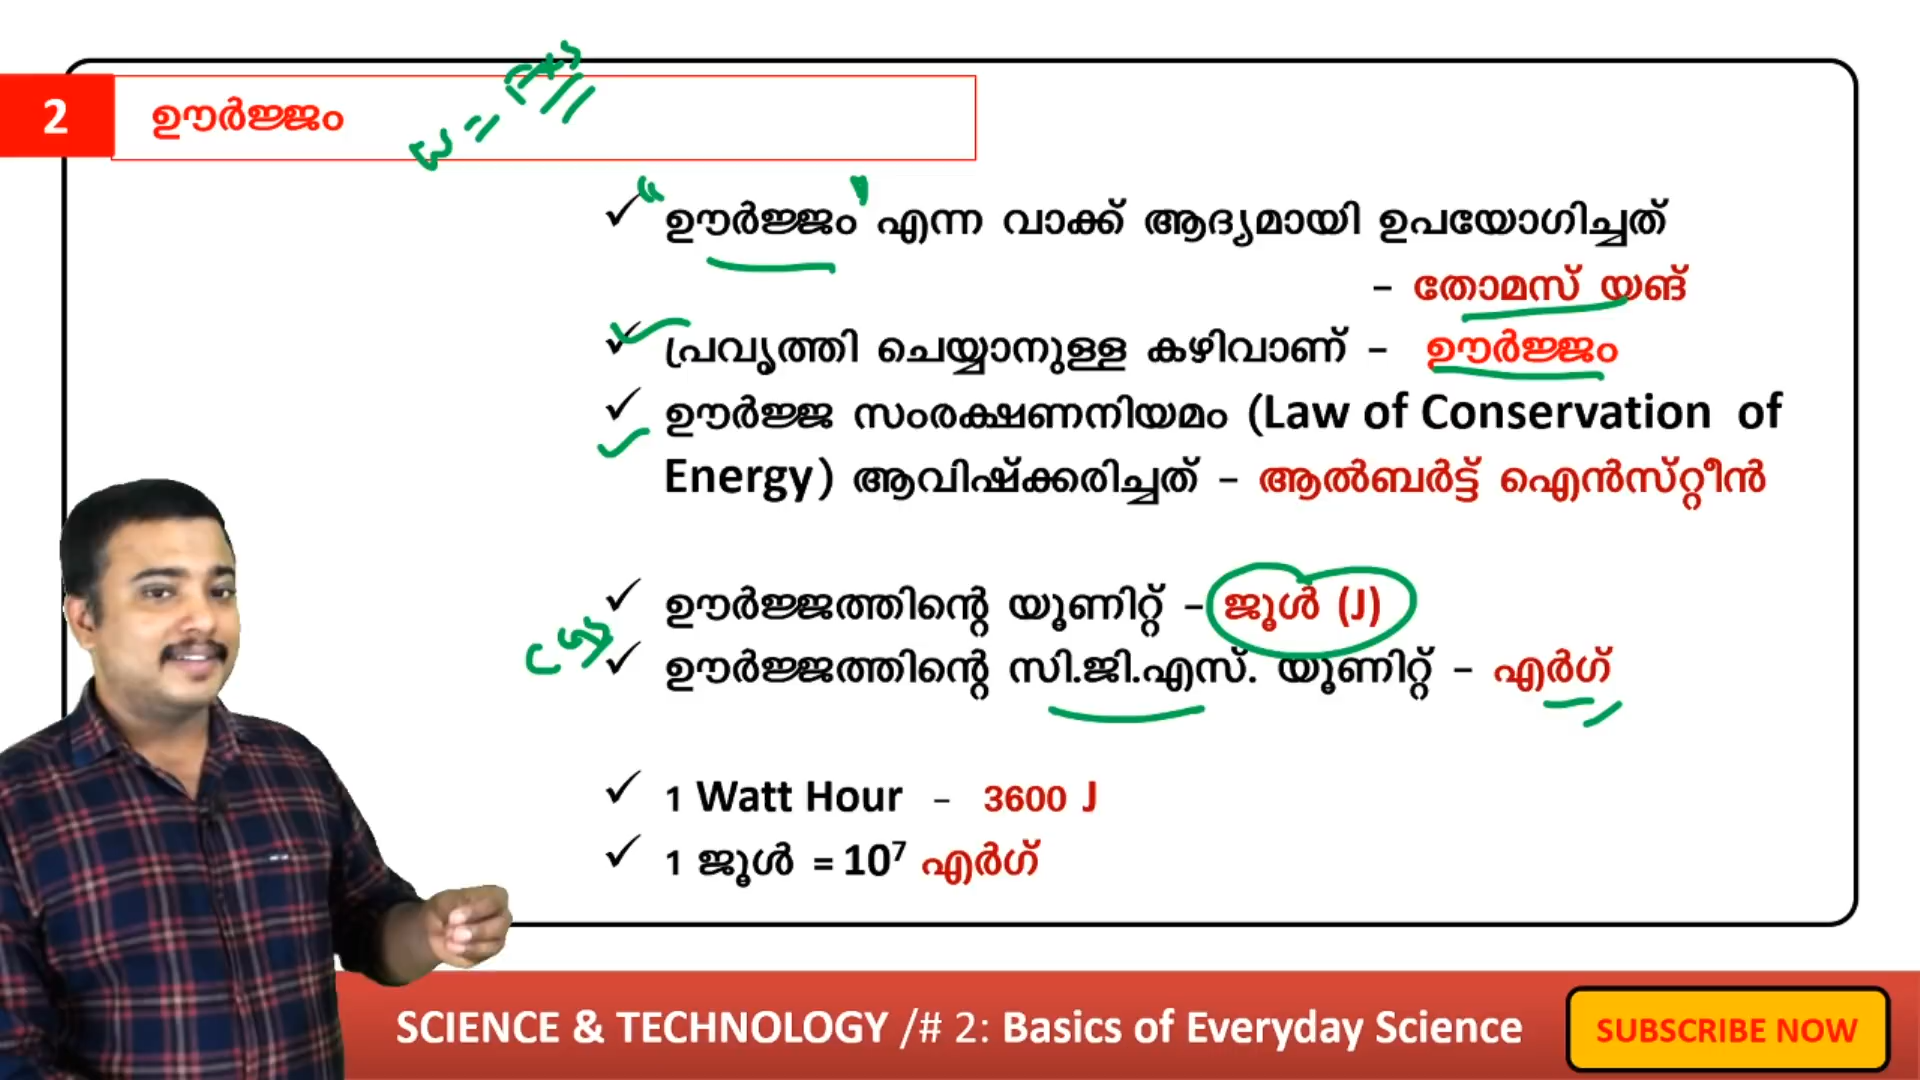 2 ഊർജ്ജം
W = F×s
"ഊർജ്ജം" എന്ന വാക്ക് ആദ്യമായി ഉപയോഗിച്ചത്
– തോമസ് യങ്
✓ പ്രവൃത്തി ചെയ്യാനുള്ള കഴിവാണ് – ഊർജ്ജം
✓ ഊർജ്ജ സംരക്ഷണനിയമം (Law of Conservation of
Energy) ആവിഷ്ക്കരിച്ചത് – ആൽബർട്ട് ഐൻസ്റ്റീൻ
✓ ഊർജ്ജത്തിന്റെ യൂണിറ്റ് – ജൂൾ (J)
CGS
✓ ഊർജ്ജത്തിന്റെ സി.ജി.എസ്. യൂണിറ്റ് – എർഗ്
✓ 1 Watt Hour – 3600 J
✓ 1 ജൂൾ = 10⁷ എർഗ്
SCIENCE & TECHNOLOGY /# 2: Basics of Everyday Science
SUBSCRIBE NOW